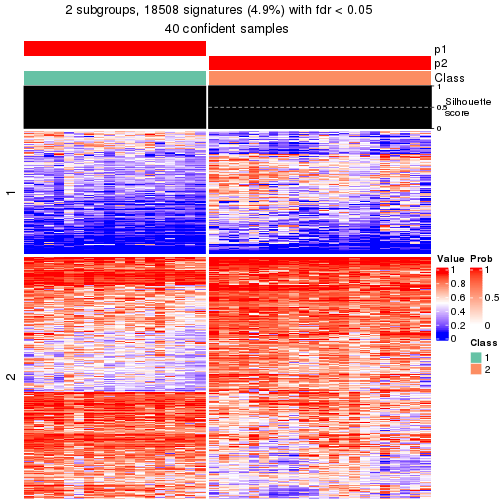 2 subgroups, 18508 signatures (4.9%) with fdr < 0.05
40 confident samples
p1
p2
Class
1
0.5
0
Silhouette
score
1
2
Value
1
0.8
0.6
0.4
0.2
0
Prob
1
0.5
0
Class
1
2